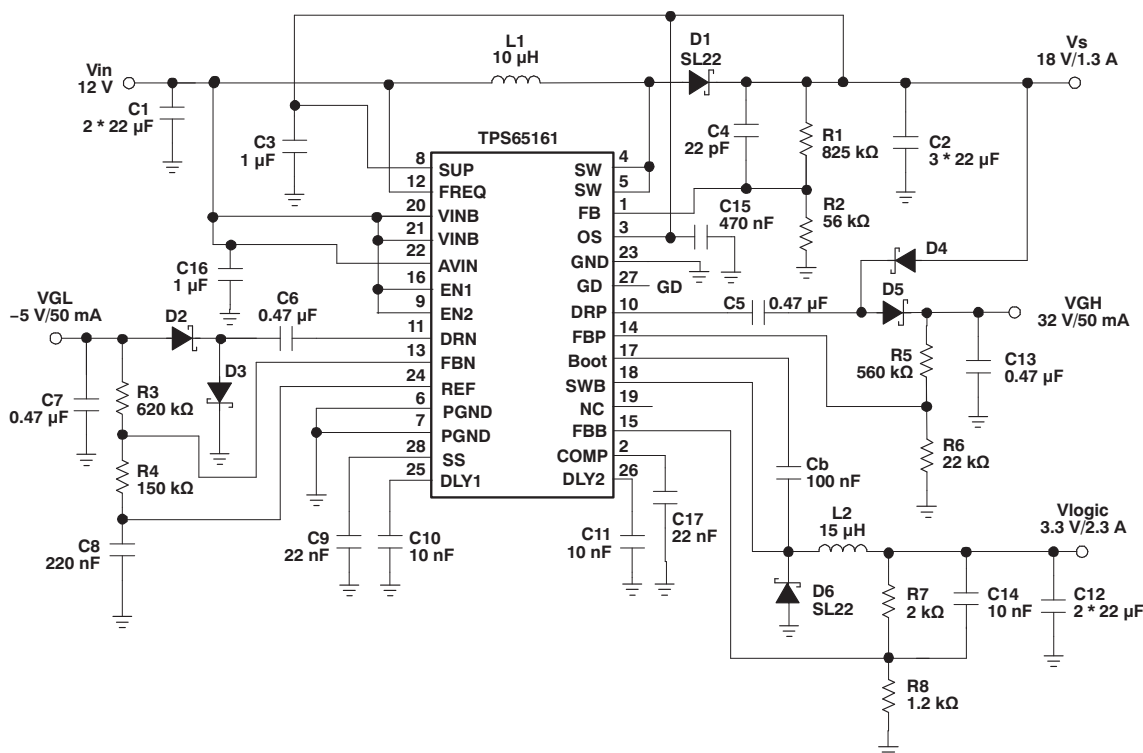 Vin
12 V
C1
2 * 22 µF
L1
10 µH
D1
SL22
Vs
18 V/1.3 A
C3
1 µF
C4
22 pF
R1
825 kΩ
C2
3 * 22 µF
R2
56 kΩ
C15
470 nF
C16
1 µF
TPS65161
8
SUP
12
FREQ
20
VINB
21
VINB
22
AVIN
16
EN1
9
EN2
11
DRN
13
FBN
24
REF
6
PGND
7
PGND
28
SS
25
DLY1
4
SW
5
SW
1
FB
3
OS
23
GND
27
GD
GD
10
DRP
14
FBP
17
Boot
18
SWB
19
NC
15
FBB
2
COMP
26
DLY2
VGL
−5 V/50 mA
D2
C6
0.47 µF
D3
C7
0.47 µF
R3
620 kΩ
R4
150 kΩ
C8
220 nF
C9
22 nF
C10
10 nF
C11
10 nF
C17
22 nF
D4
D5
C5
0.47 µF
VGH
32 V/50 mA
R5
560 kΩ
C13
0.47 µF
R6
22 kΩ
Cb
100 nF
L2
15 µH
Vlogic
3.3 V/2.3 A
D6
SL22
R7
2 kΩ
C14
10 nF
C12
2 * 22 µF
R8
1.2 kΩ